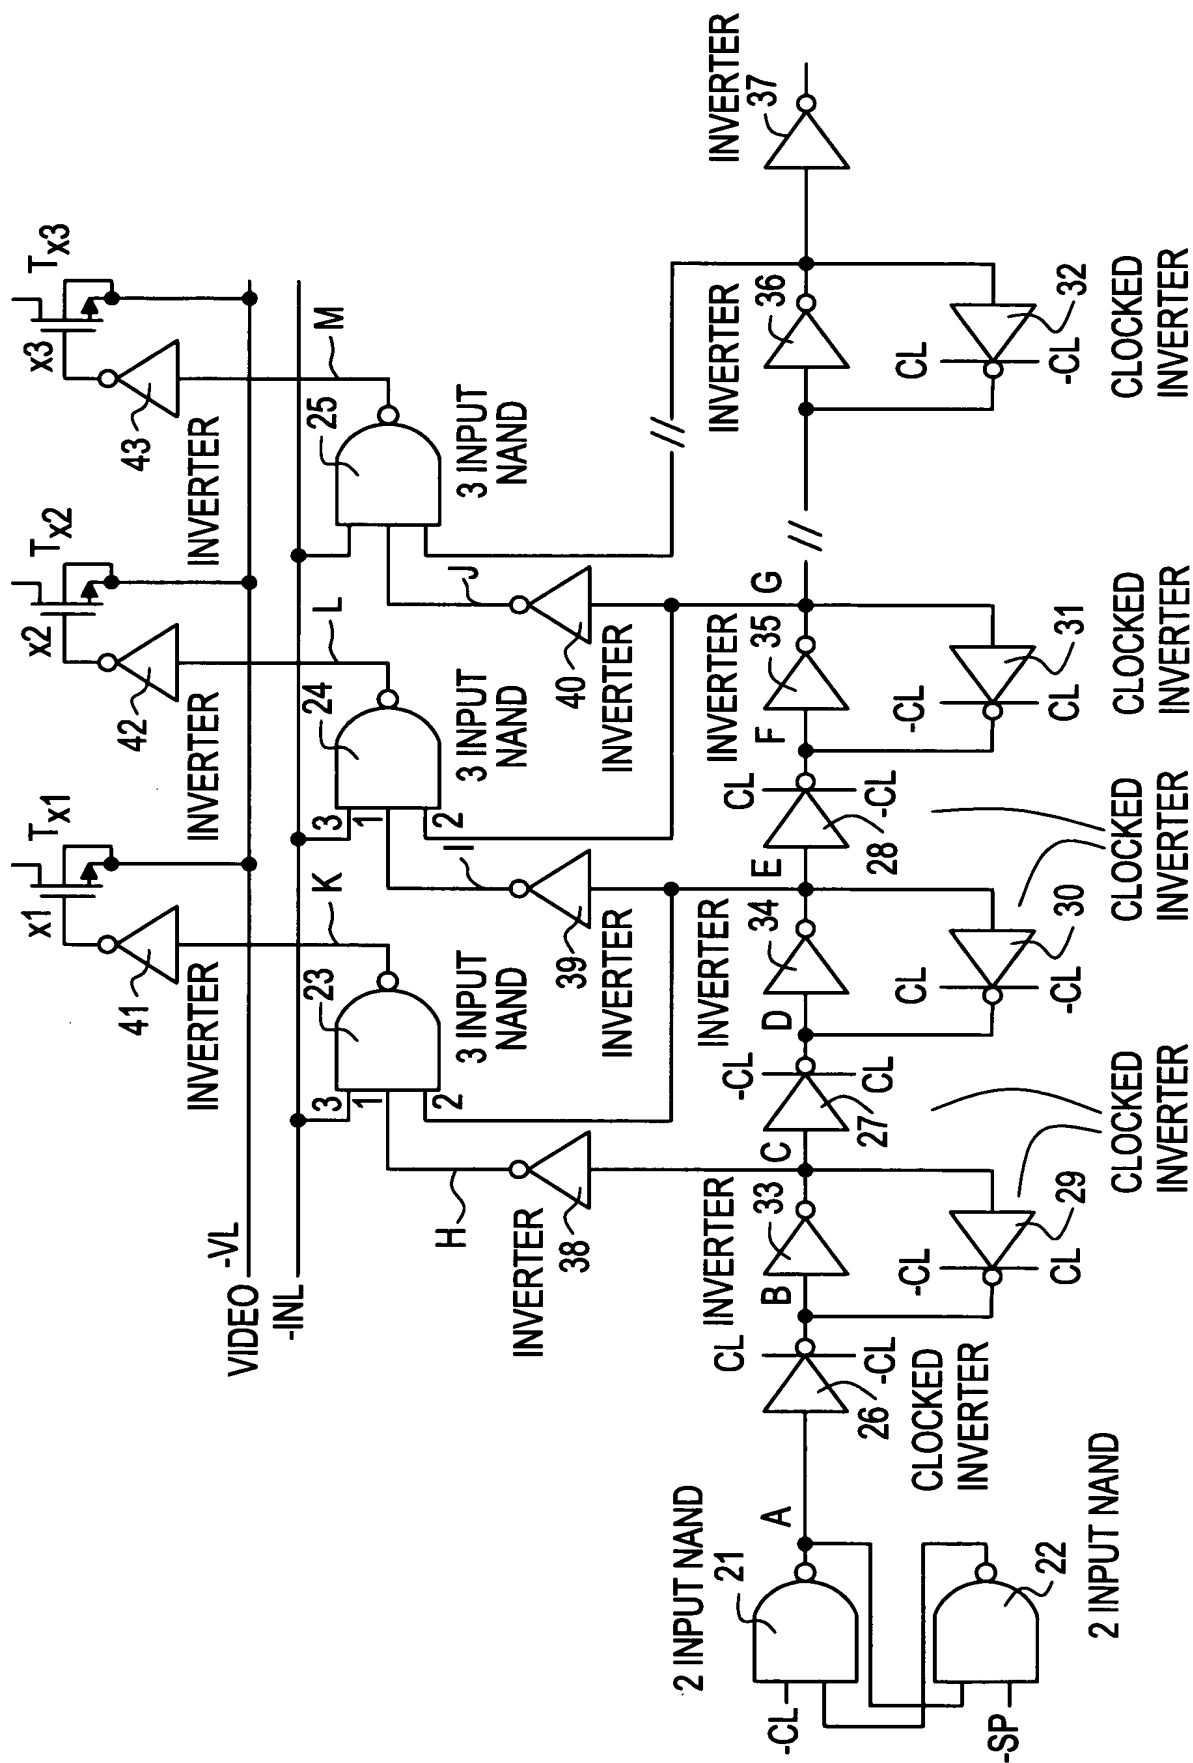 x1
Tx1
x2
Tx2
x3
Tx3
41
INVERTER
42
INVERTER
43
INVERTER
VIDEO -VL
-INL
K
L
M
3
1
2
23
3 INPUT
NAND
3
1
2
24
3 INPUT
NAND
25
3 INPUT
NAND
H
I
J
INVERTER
38
39
INVERTER
40
INVERTER
2 INPUT NAND
21
-CL
A
CL
-CL
26
CLOCKED
INVERTER
B
INVERTER
33
C
-CL
CL
27
D
INVERTER
34
E
CL
-CL
28
F
INVERTER
35
G
//
//
INVERTER
36
INVERTER
37
-SP
22
2 INPUT NAND
-CL
CL
29
CLOCKED
INVERTER
CL
-CL
30
CLOCKED
INVERTER
-CL
CL
31
CLOCKED
INVERTER
CL
-CL
32
CLOCKED
INVERTER